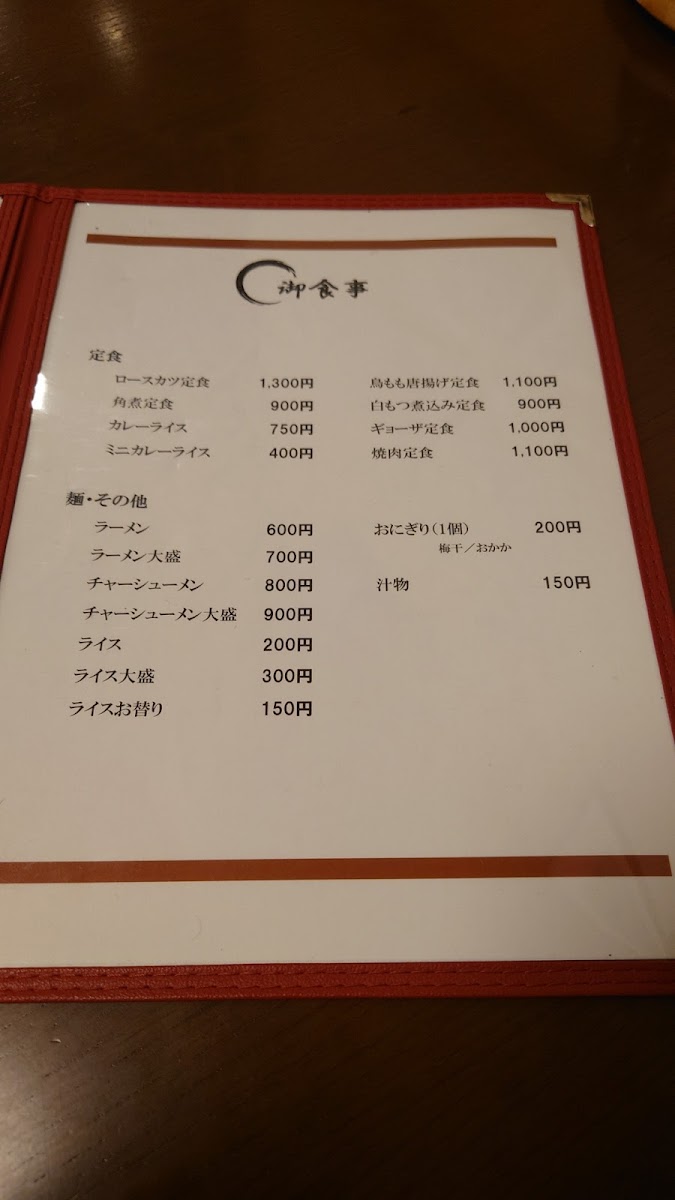 御食事
定食
ロースカツ定食 1,300円
角煮定食 900円
カレーライス 750円
ミニカレーライス 400円
鳥もも唐揚げ定食 1,100円
白もつ煮込み定食 900円
ギョーザ定食 1,000円
焼肉定食 1,100円
麺・その他
ラーメン 600円
ラーメン大盛 700円
チャーシューメン 800円
チャーシューメン大盛 900円
ライス 200円
ライス大盛 300円
ライスお替り 150円
おにぎり(1個) 200円
梅干／おかか
汁物 150円